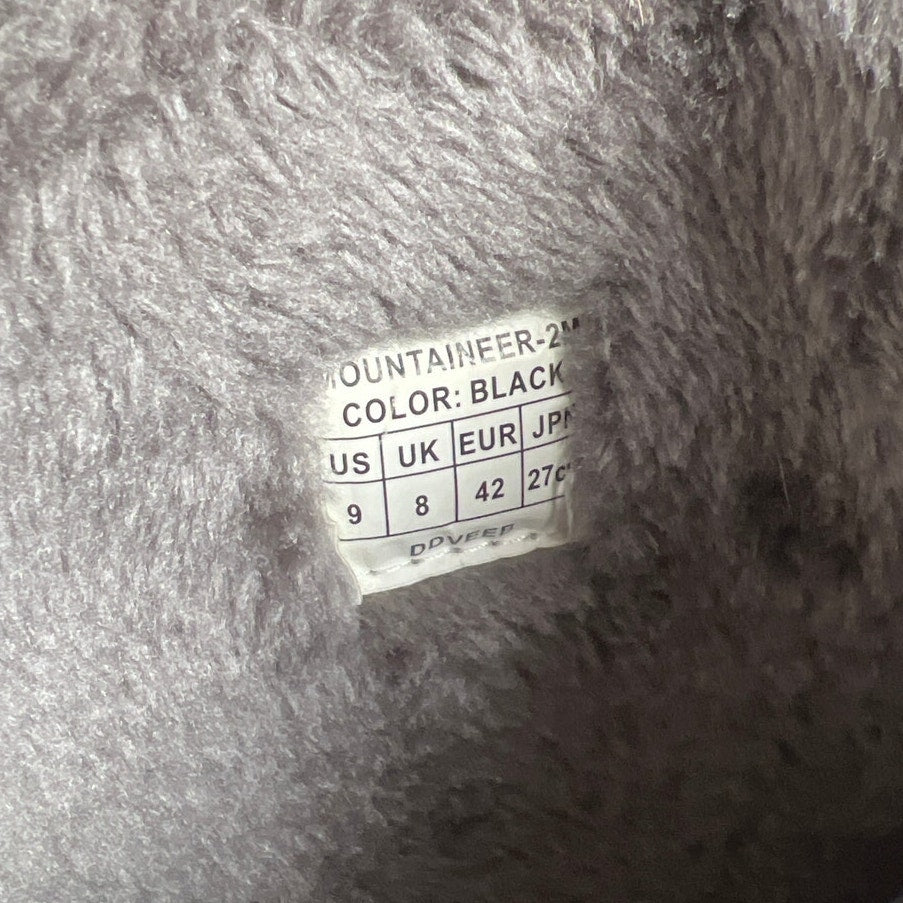 MOUNTAINEER-2M
COLOR: BLACK
US UK EUR JPN
9 8 42 27c